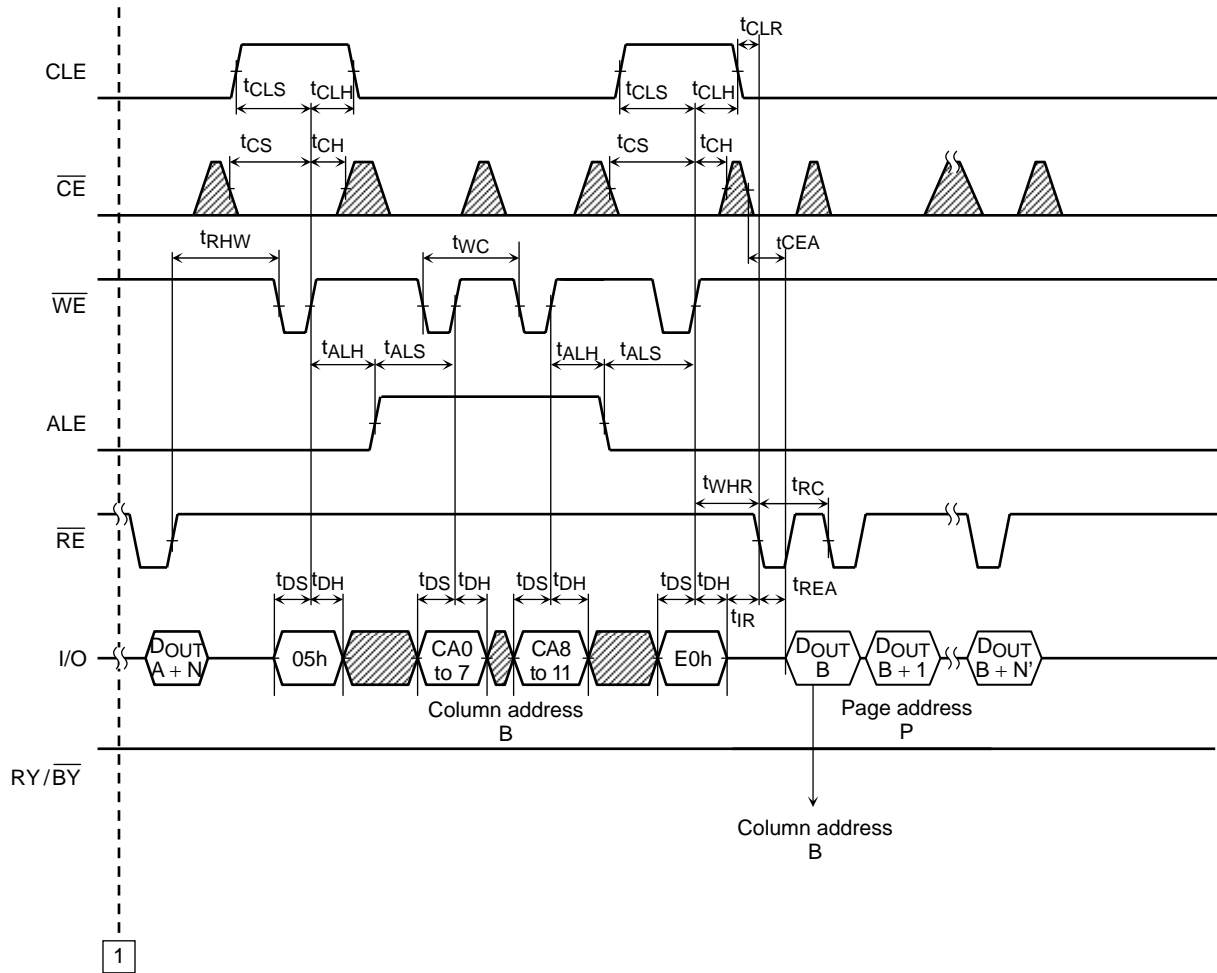 tCLR
CLE
tCLS
tCLH
tCLS
tCLH
tCS
tCH
tCS
tCH
CE
tRHW
tWC
tCEA
WE
tALH
tALS
tALH
tALS
ALE
tWHR
tRC
RE
tDS
tDH
tDS
tDH
tDS
tDH
tDS
tDH
tREA
tIR
I/O
DOUT
A + N
05h
CA0
to 7
CA8
to 11
E0h
DOUT
B
DOUT
B + 1
DOUT
B + N’
Column address
B
Page address
P
RY/BY
Column address
B
1